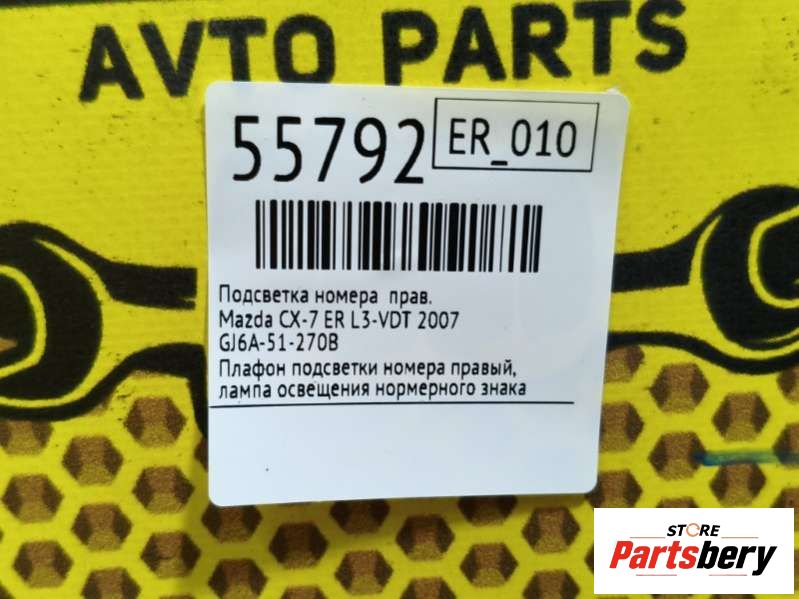 AVTO PARTS
55792
ER_010
Подсветка номера прав.
Mazda CX-7 ER L3-VDT 2007
GJ6A-51-270B
Плафон подсветки номера правый,
лампа освещения нормерного знака
STORE
Partsbery